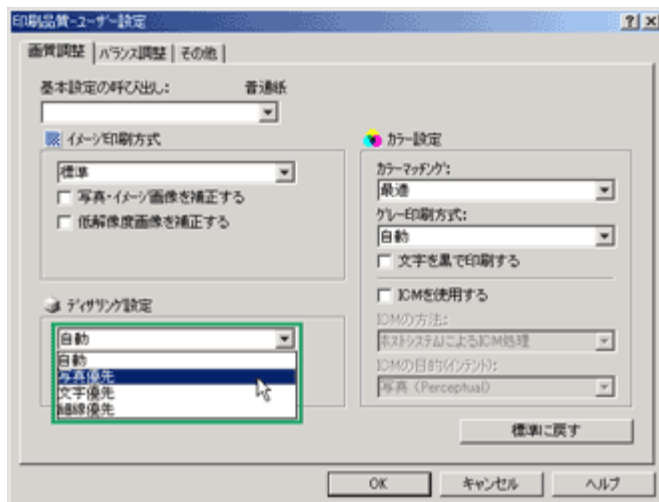 印刷品質-ユーザー設定
画質調整 バランス調整 その他
基本設定の呼び出し: 普通紙
イメージ印刷方式
標準
写真・イメージ画像を補正する
低解像度画像を補正する
ディザリング設定
自動
自動
写真優先
文字優先
細線優先
カラー設定
カラーマッチング:
最適
グレー印刷方式:
自動
文字を黒で印刷する
ICMを使用する
ICMの方法:
ホストシステムによるICM処理
ICMの目的(インテント):
写真 (Perceptual)
標準に戻す
OK キャンセル ヘルプ